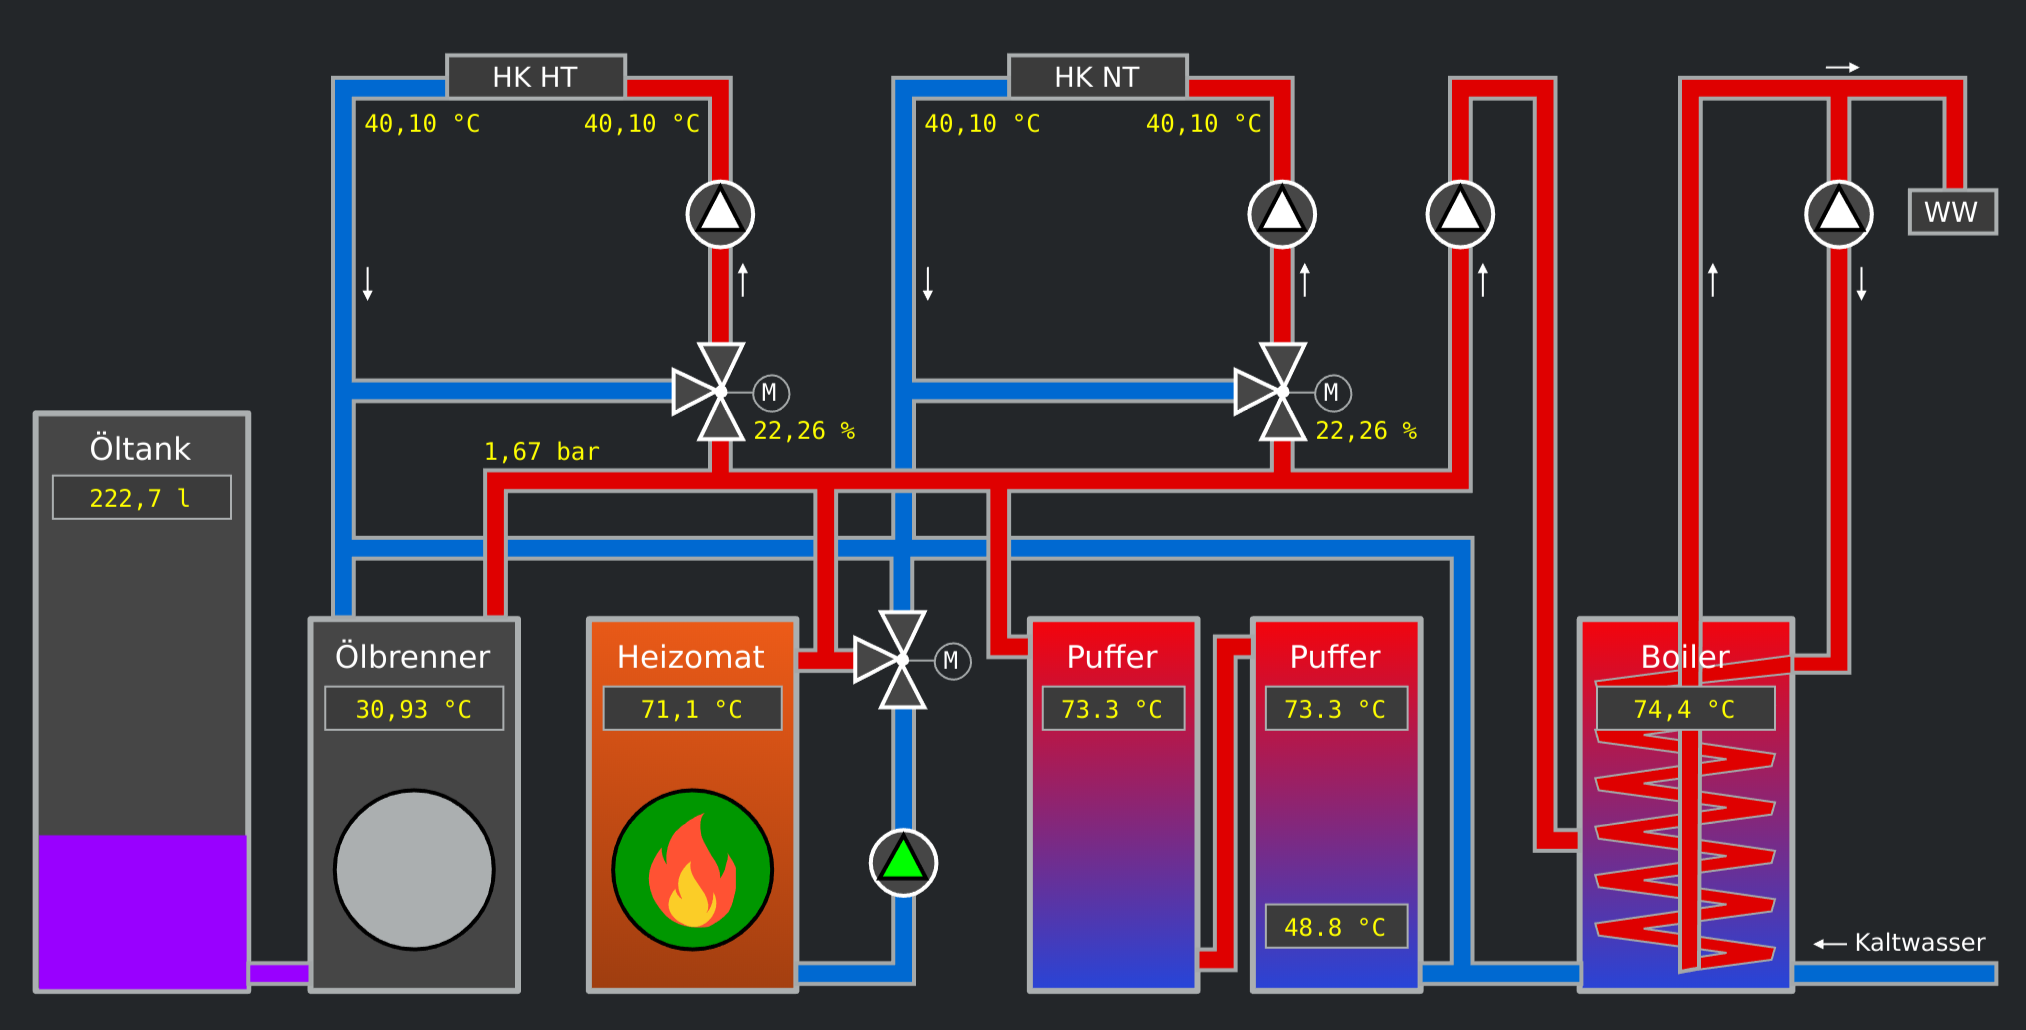 HK HT
HK NT
40,10 °C
40,10 °C
40,10 °C
40,10 °C
WW
M
M
22,26 %
22,26 %
1,67 bar
Öltank
222,7 l
Ölbrenner
30,93 °C
Heizomat
71,1 °C
M
Puffer
73.3 °C
Puffer
73.3 °C
48.8 °C
Boiler
74,4 °C
Kaltwasser